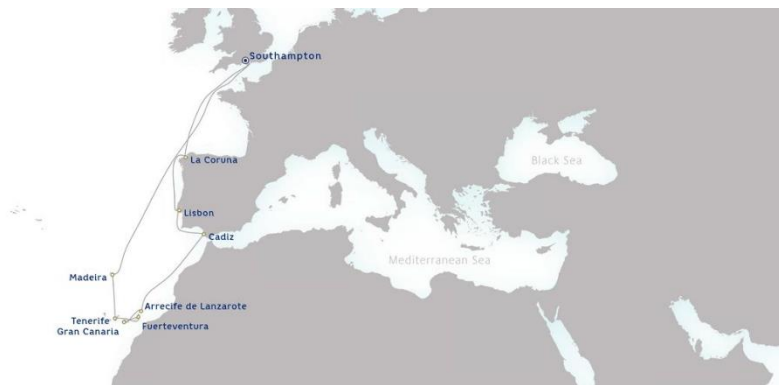 Southampton
Black Sea
La Coruna
Lisbon
Cadiz
Mediterranean Sea
Madeira
Arrecife de Lanzarote
Tenerife
Fuerteventura
Gran Canaria